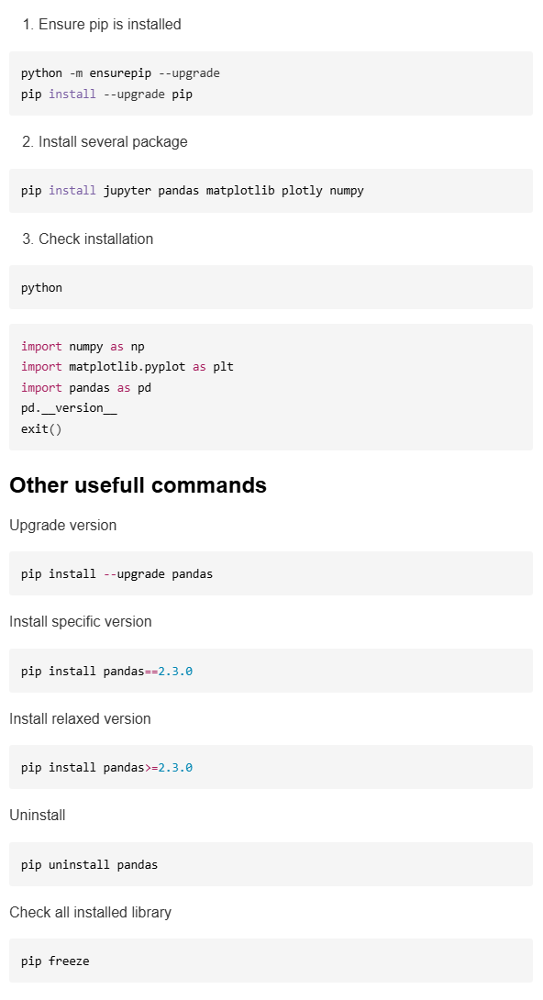 1. Ensure pip is installed
python -m ensurepip --upgrade
pip install --upgrade pip
2. Install several package
pip install jupyter pandas matplotlib plotly numpy
3. Check installation
python
import numpy as np
import matplotlib.pyplot as plt
import pandas as pd
pd.__version__
exit()
Other usefull commands
Upgrade version
pip install --upgrade pandas
Install specific version
pip install pandas==2.3.0
Install relaxed version
pip install pandas>=2.3.0
Uninstall
pip uninstall pandas
Check all installed library
pip freeze